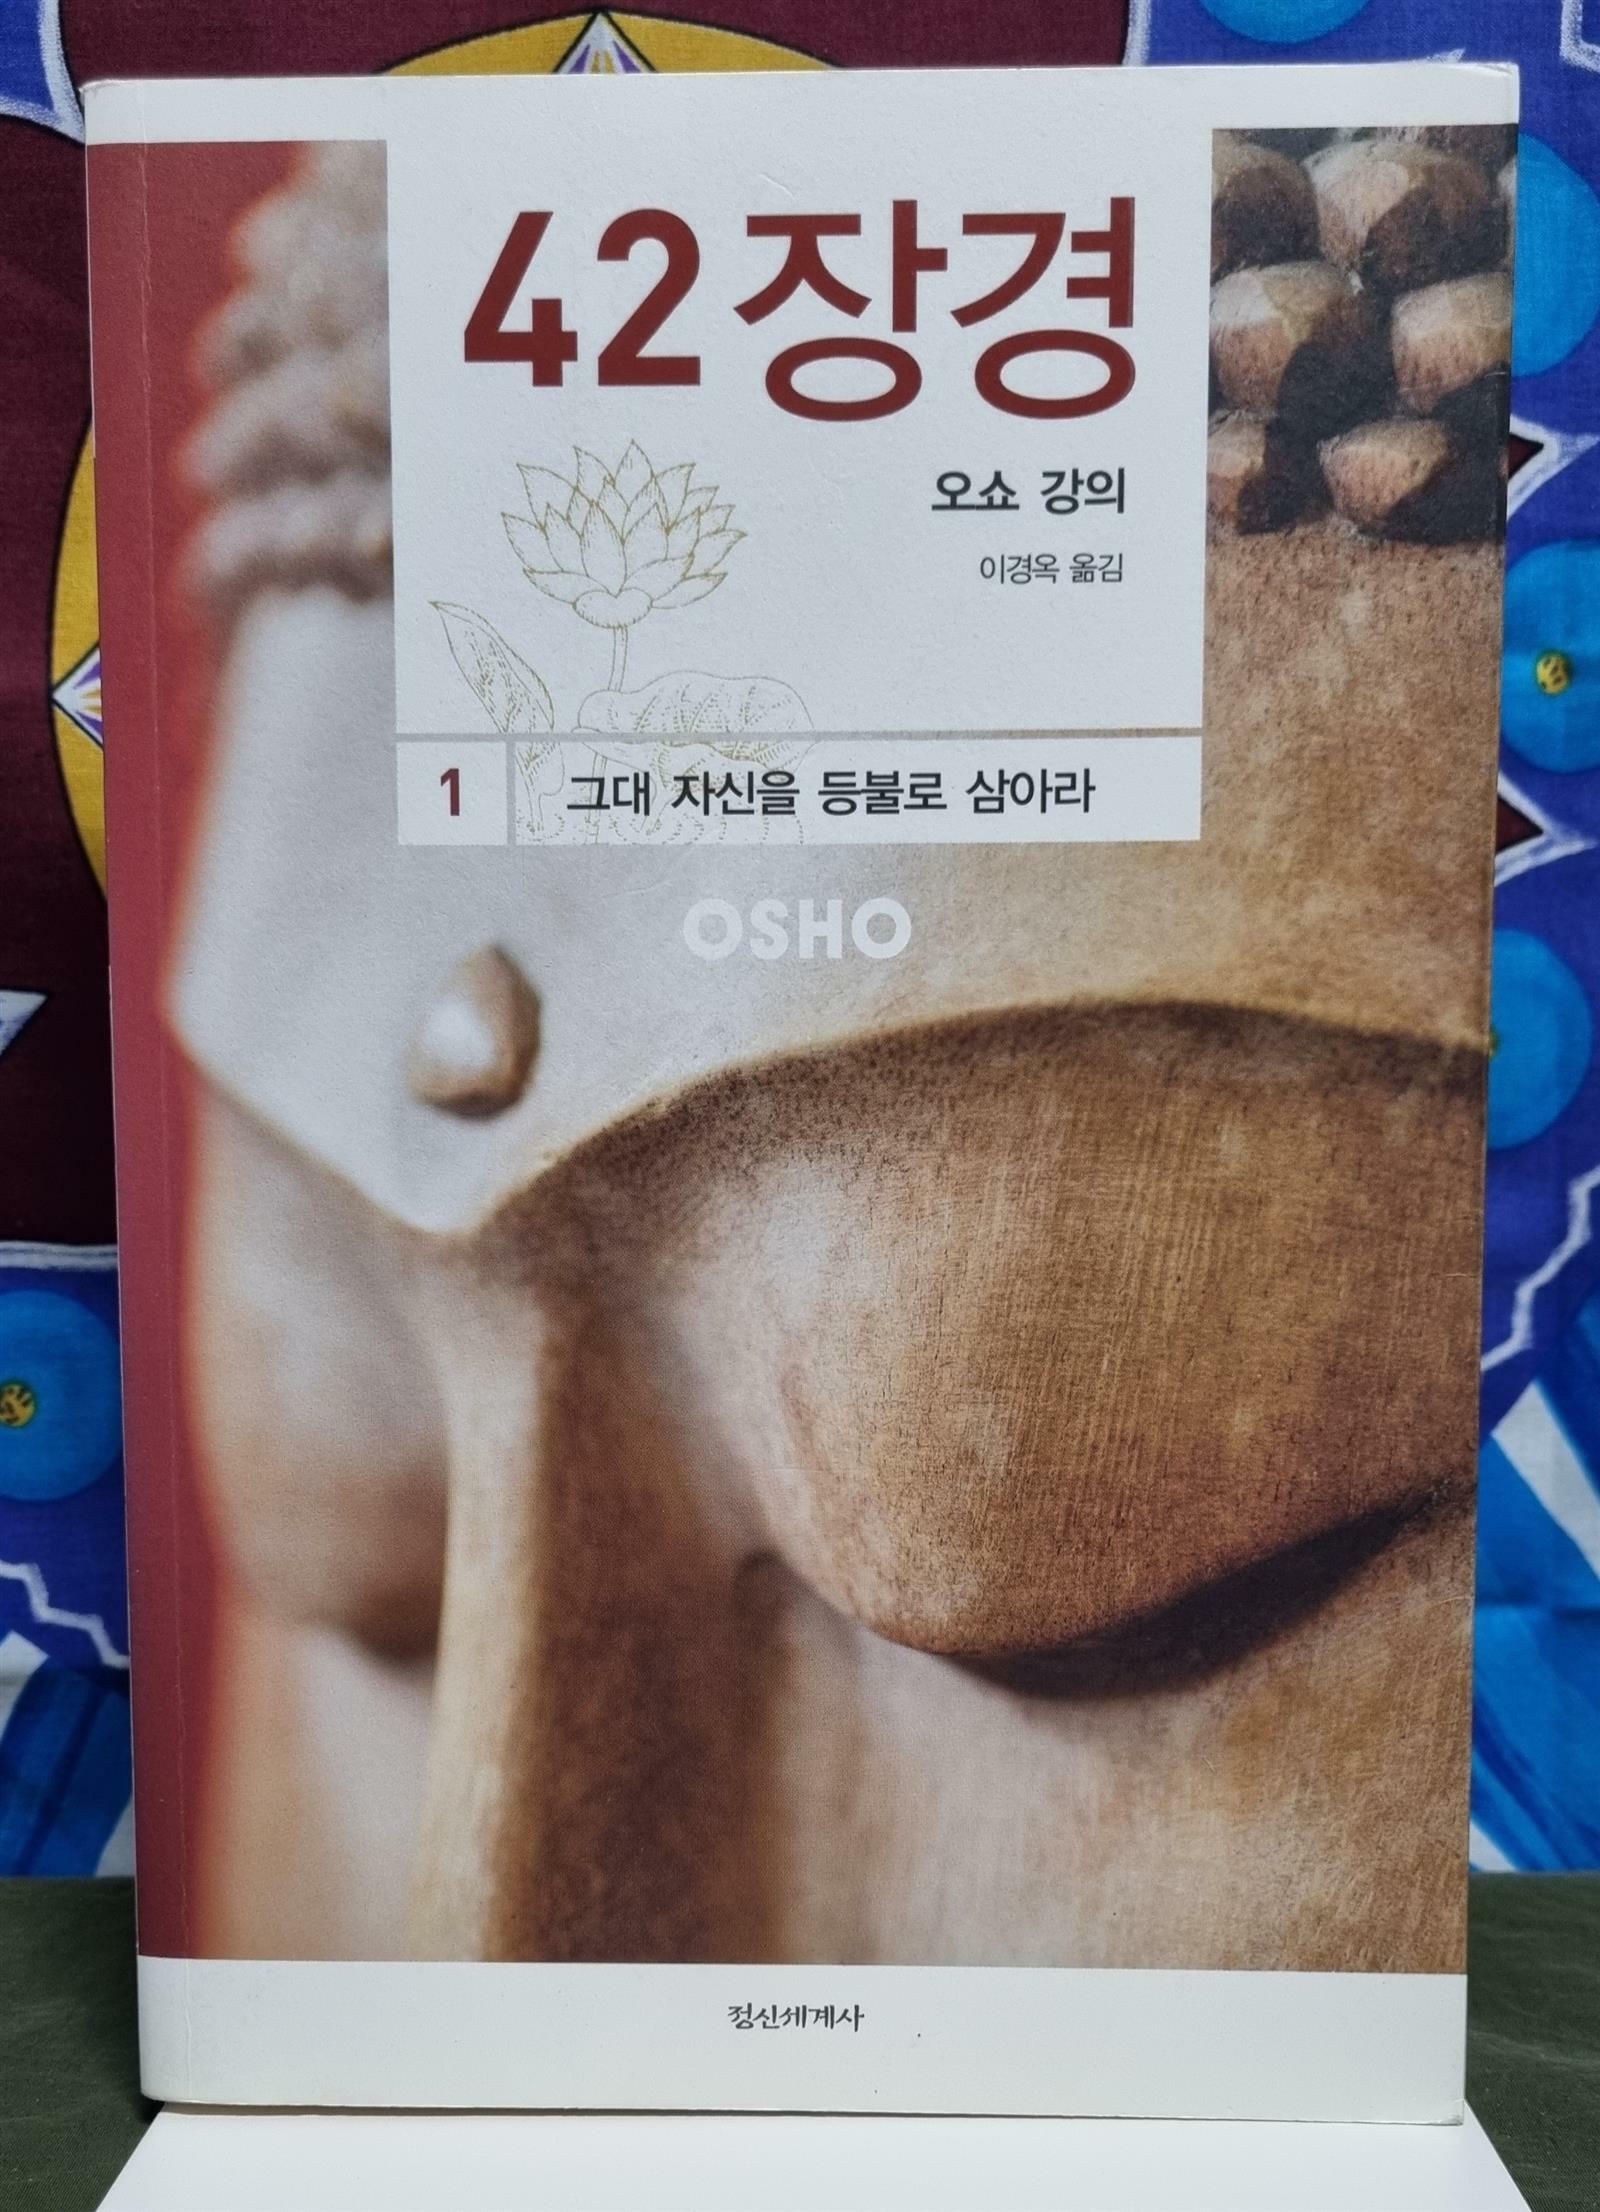 42장경
오쇼 강의
이경옥 옮김
1 그대 자신을 등불로 삼아라
OSHO
정신세계사